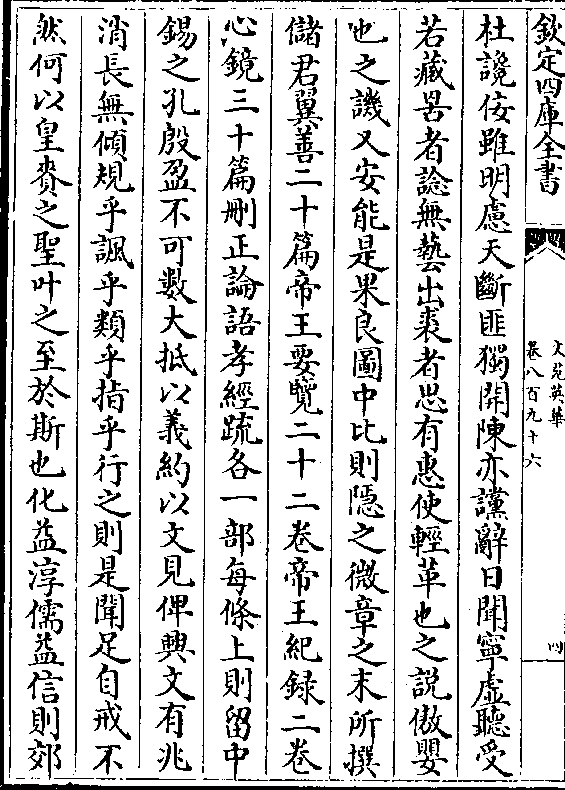 欽定四庫全書
文苑英華
卷八百九十六
四
杜讒佞雖明慮天斷匪獨開陳亦讜辭日聞寧虛聽受
若藏畧者諗無藝出裘者思有惠使輕革也之說傲嬰
也之譏又安能是果良圖中比則隠之微章之末所撰
儲君翼善二十篇帝王要覽二十二卷帝王紀録二卷
心鏡三十篇刪正論語孝經疏各一部每條上則留中
錫之孔殷盈不可數大抵以義約以文見俾興文有兆
消長無傾規乎諷乎類乎指乎行之則是聞足自戒不
然何以皇賚之聖叶之至於斯也化益淳儒益信則郊